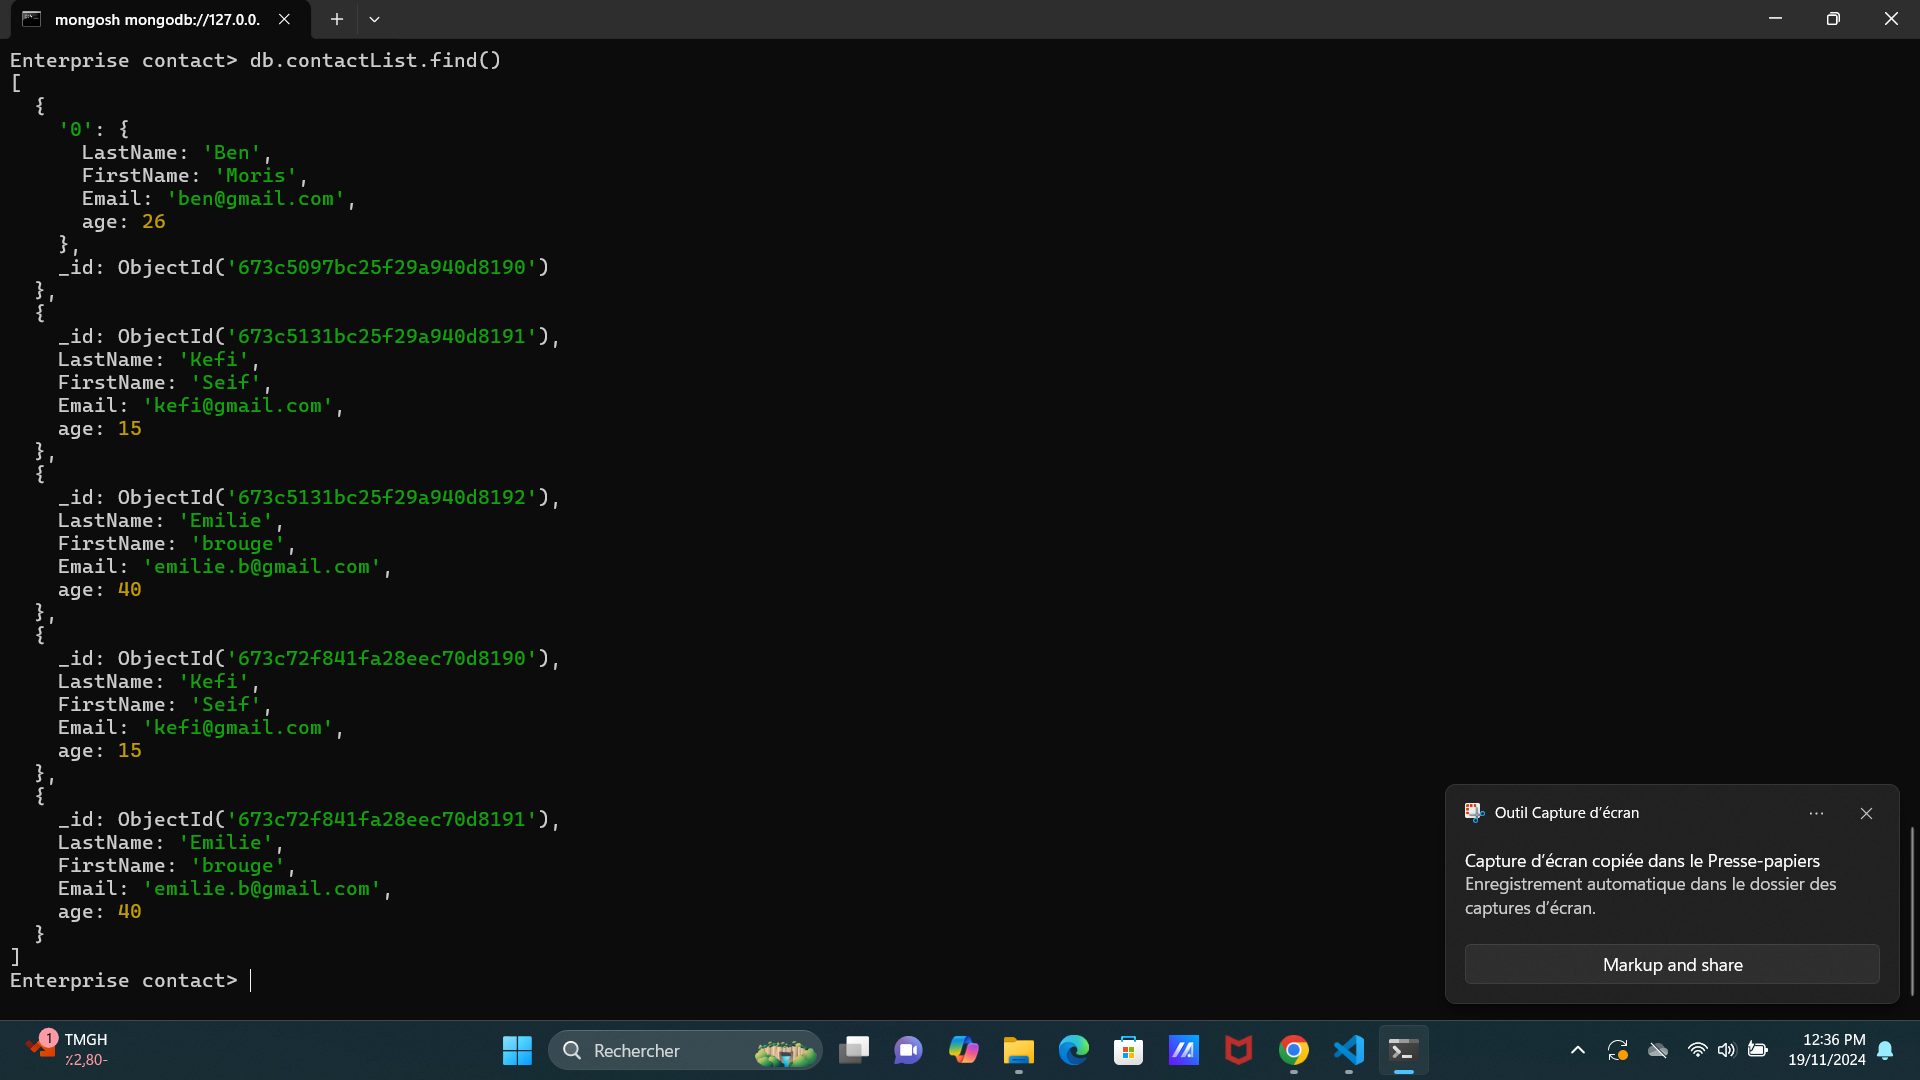 mongosh mongodb://127.0.0.
Enterprise contact> db.contactList.find()
[
  {
    '0': {
      LastName: 'Ben',
      FirstName: 'Moris',
      Email: 'ben@gmail.com',
      age: 26
    },
    _id: ObjectId('673c5097bc25f29a940d8190')
  },
  {
    _id: ObjectId('673c5131bc25f29a940d8191'),
    LastName: 'Kefi',
    FirstName: 'Seif',
    Email: 'kefi@gmail.com',
    age: 15
  },
  {
    _id: ObjectId('673c5131bc25f29a940d8192'),
    LastName: 'Emilie',
    FirstName: 'brouge',
    Email: 'emilie.b@gmail.com',
    age: 40
  },
  {
    _id: ObjectId('673c72f841fa28eec70d8190'),
    LastName: 'Kefi',
    FirstName: 'Seif',
    Email: 'kefi@gmail.com',
    age: 15
  },
  {
    _id: ObjectId('673c72f841fa28eec70d8191'),
    LastName: 'Emilie',
    FirstName: 'brouge',
    Email: 'emilie.b@gmail.com',
    age: 40
  }
]
Enterprise contact>
Outil Capture d'écran
Capture d'écran copiée dans le Presse-papiers
Enregistrement automatique dans le dossier des
captures d'écran.
Markup and share
1
TMGH
٪2,80-
Rechercher
12:36 PM
19/11/2024